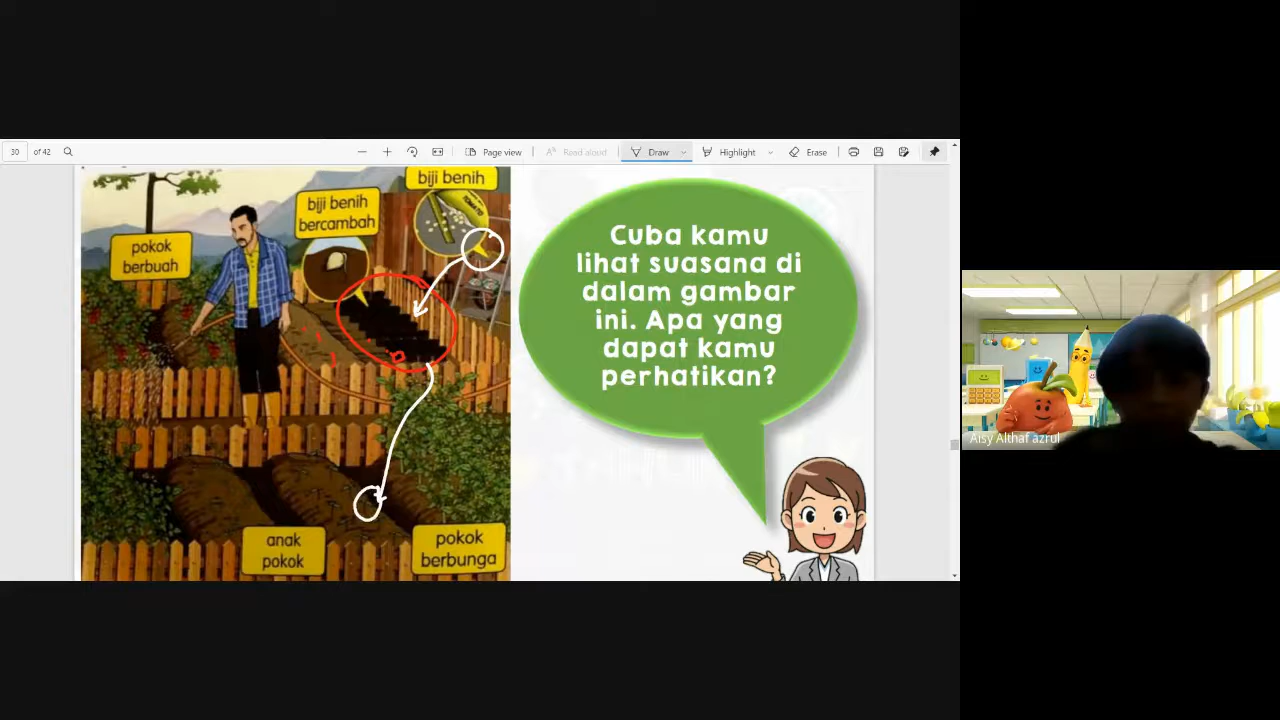 30 of 42
Page view
Read aloud
Draw
Highlight
Erase
biji benih
biji benih
bercambah
TOMATO
pokok
berbuah
anak
pokok
pokok
berbunga
Cuba kamu
lihat suasana di
dalam gambar
ini. Apa yang
dapat kamu
perhatikan?
Aisy Althaf azrul